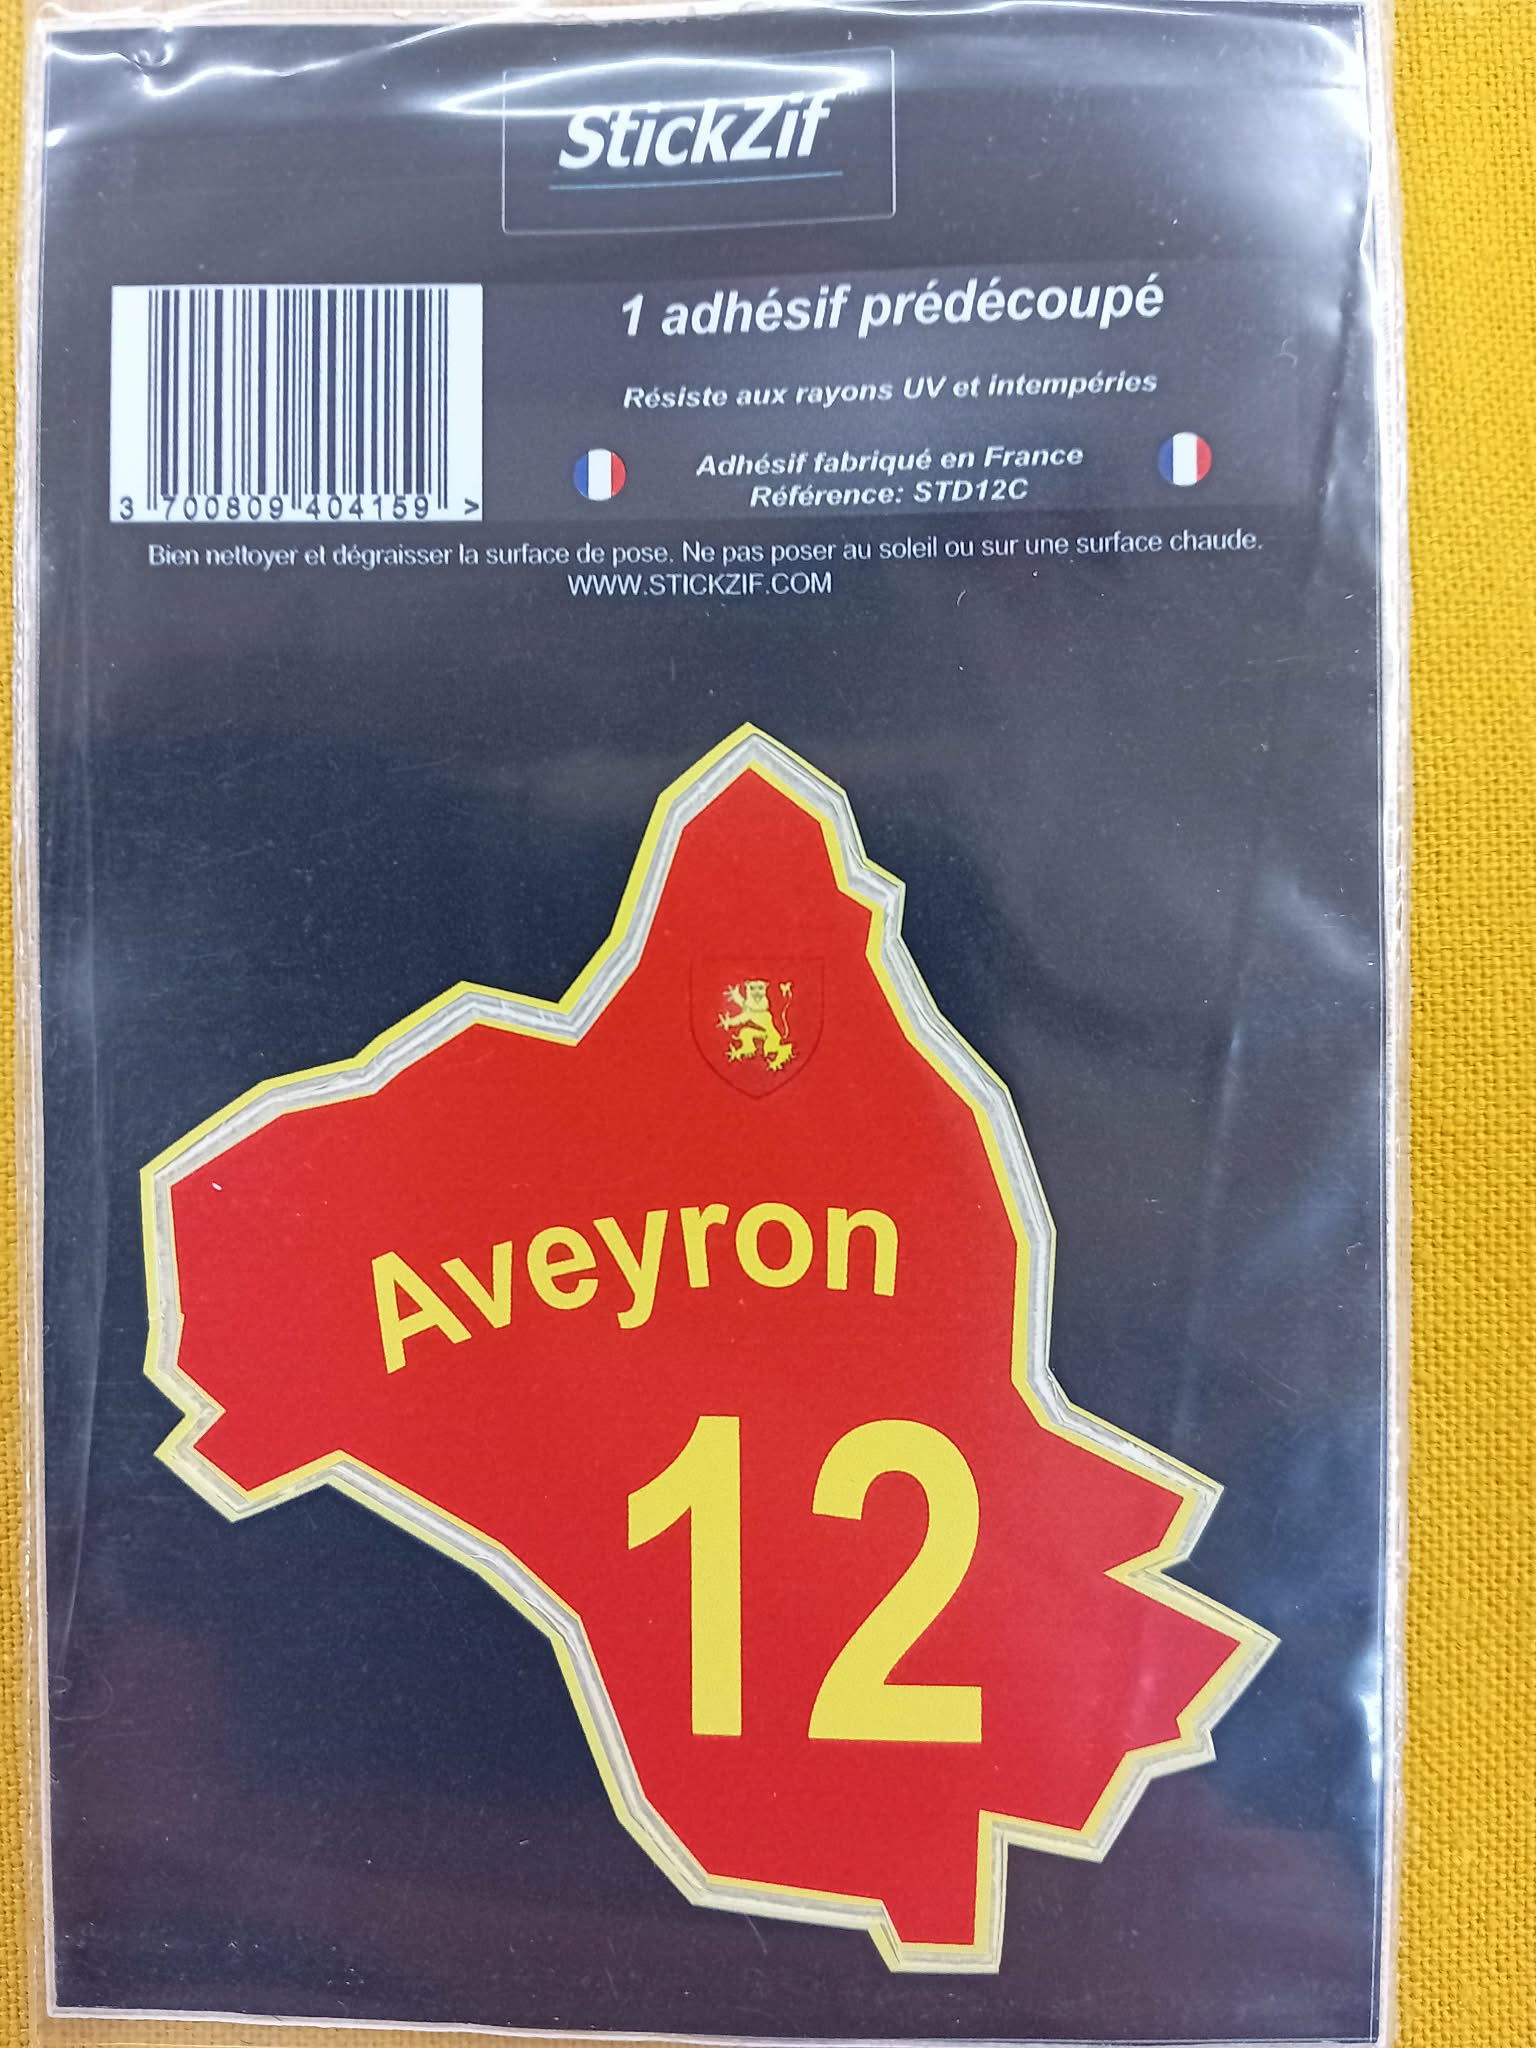 StickZif
1 adhésif prédécoupé
Résiste aux rayons UV et intempéries
Adhésif fabriqué en France
Référence: STD12C
3 700809 404159 >
Bien nettoyer et dégraisser la surface de pose. Ne pas poser au soleil ou sur une surface chaude.
WWW.STICKZIF.COM
Aveyron
12